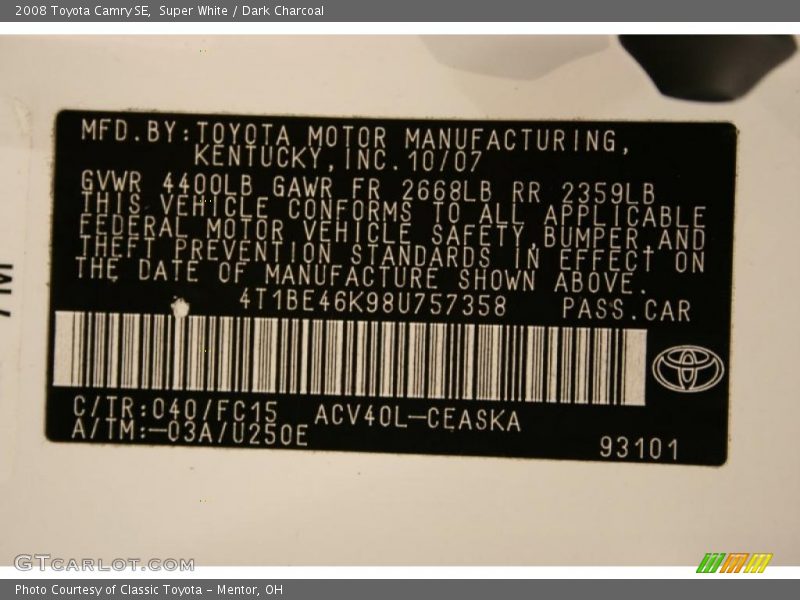 2008 Toyota Camry SE, Super White / Dark Charcoal
MFD.BY:TOYOTA MOTOR MANUFACTURING,
KENTUCKY,INC.10/07
GVWR 4400LB GAWR FR 2668LB RR 2359LB
THIS VEHICLE CONFORMS TO ALL APPLICABLE
FEDERAL MOTOR VEHICLE SAFETY,BUMPER,AND
THEFT PREVENTION STANDARDS IN EFFECT ON
THE DATE OF MANUFACTURE SHOWN ABOVE.
4T1BE46K98U757358 PASS.CAR
C/TR:040/FC15 ACV40L-CEASKA
A/TM:-03A/U250E
93101
GTCARLOT.COM
Photo Courtesy of Classic Toyota - Mentor, OH